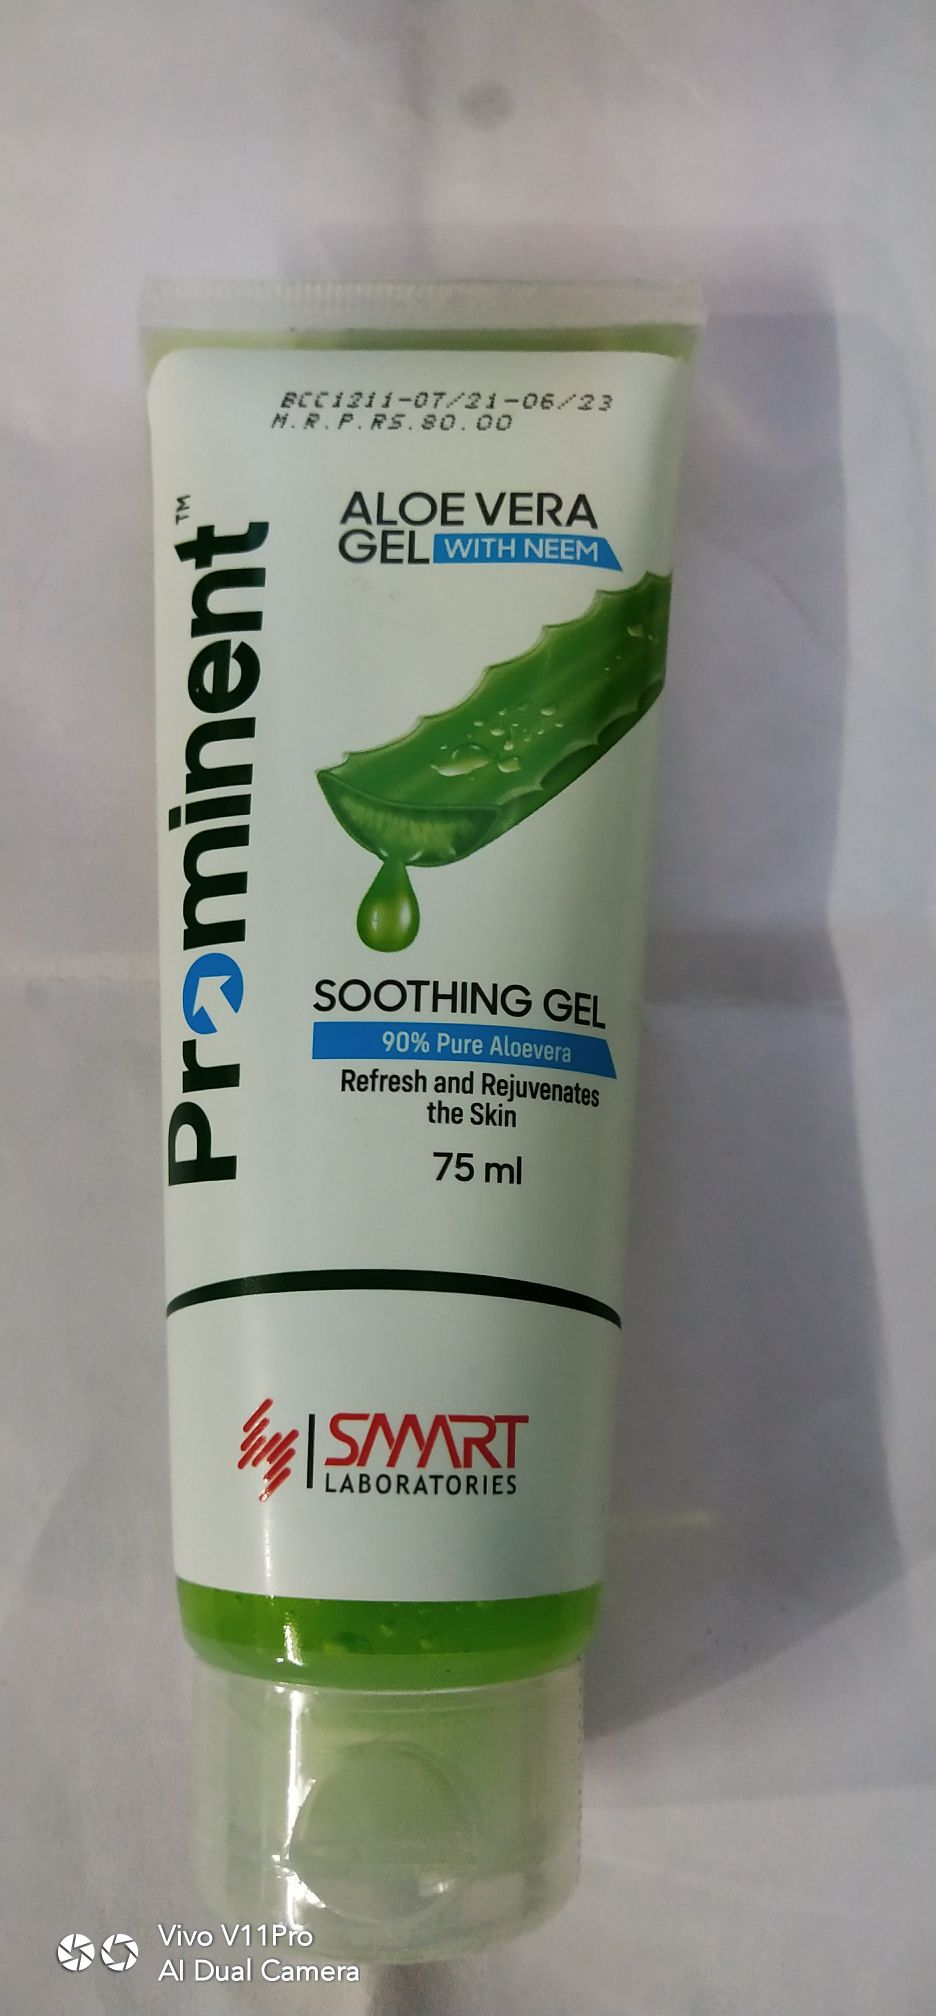 BCC1211-07/21-06/23
M.R.P.RS.80.00
Prominent™
ALOE VERA
GEL WITH NEEM
SOOTHING GEL
90% Pure Aloevera
Refresh and Rejuvenates
the Skin
75 ml
SMART
LABORATORIES
Vivo V11Pro
AI Dual Camera